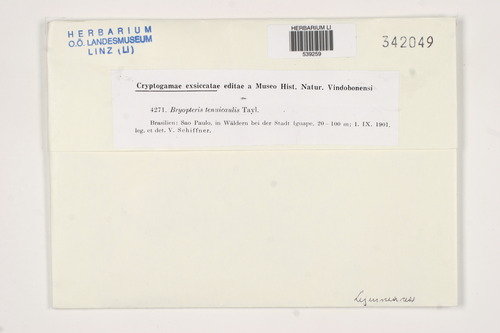 HERBARIUM
O.Ö. LANDESMUSEUM
LINZ (LI)
HERBARIUM LI
539259
342049
Cryptogamae exsiccatae editae a Museo Hist. Natur. Vindobonensi
4271. Bryopteris tenuicaulis Tayl.
Brasilien: Sao Paulo, in Wäldern bei der Stadt Iguape, 20–100 m; 1. IX. 1901,
leg. et det. V. Schiffner.
Lejeuneaceae